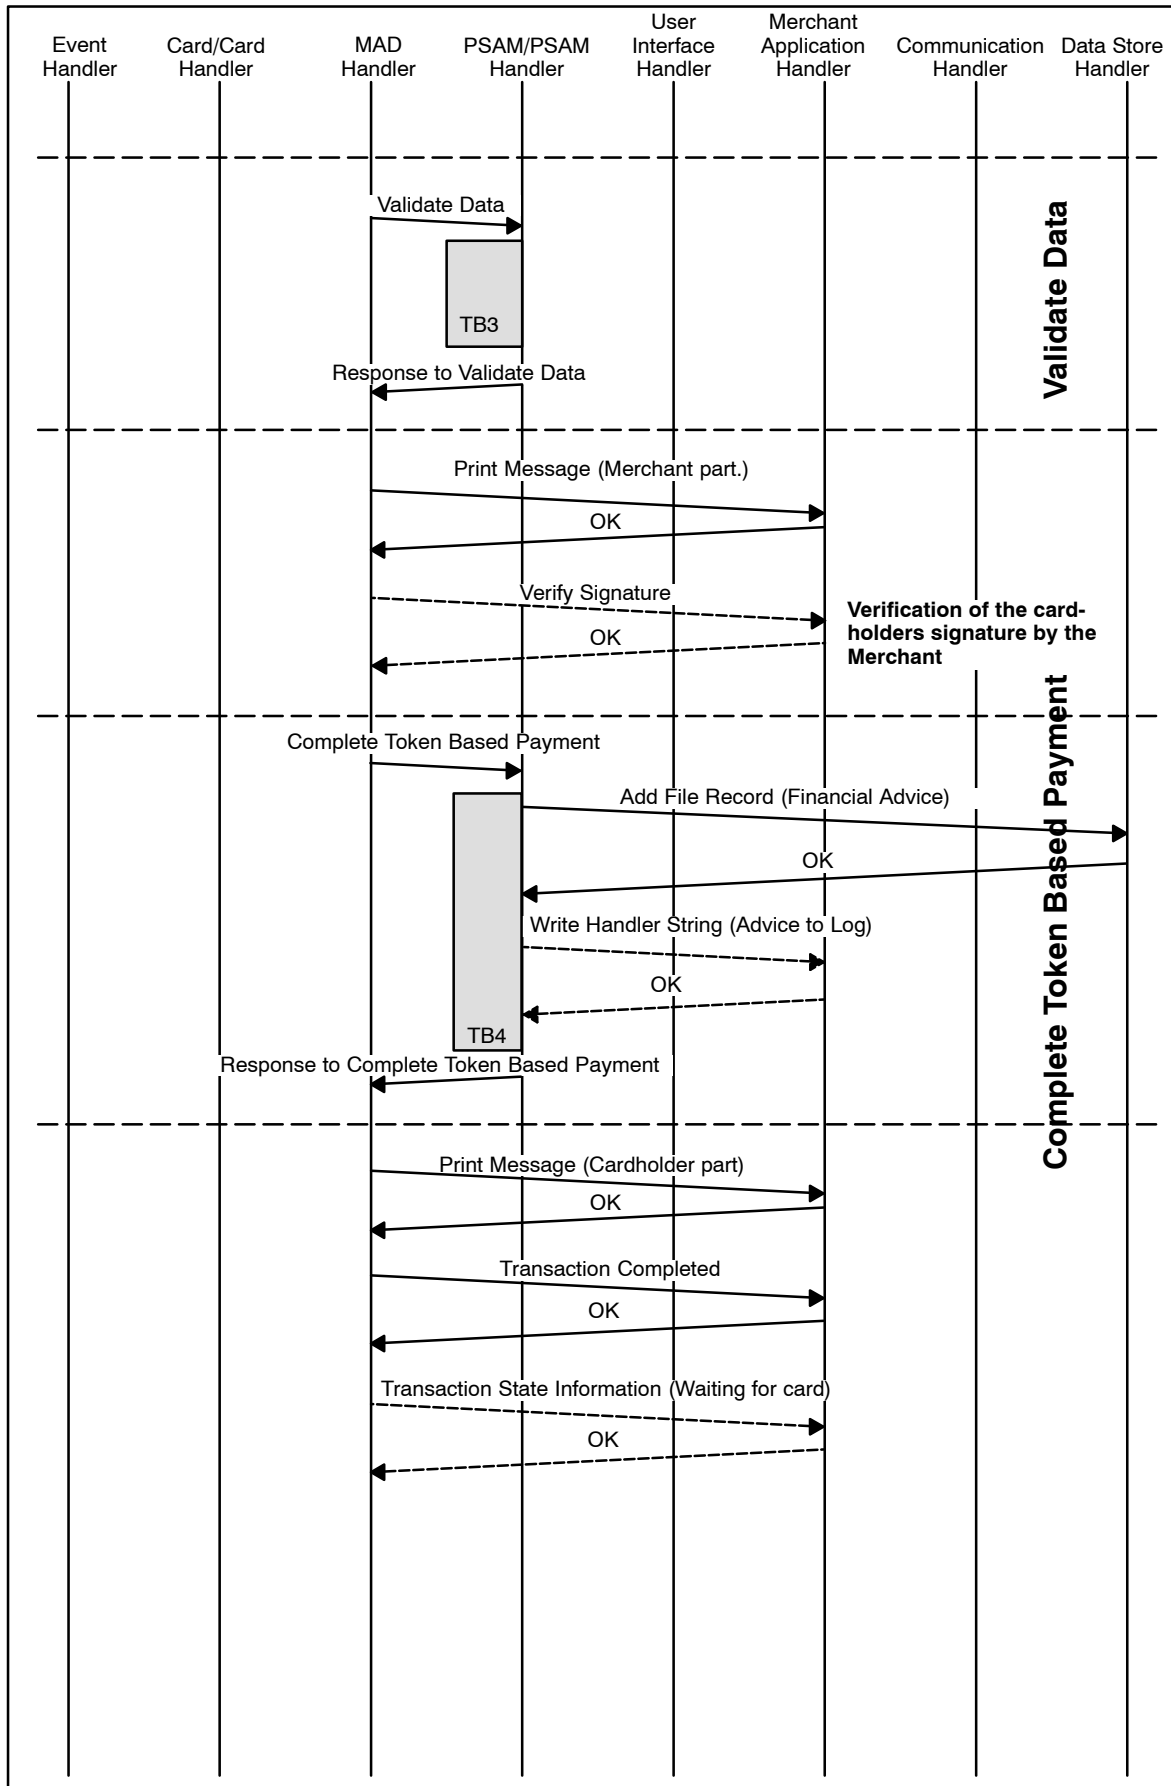 Event
Handler
Card/Card
Handler
MAD
Handler
PSAM/PSAM
Handler
User
Interface
Handler
Merchant
Application
Handler
Communication
Handler
Data Store
Handler
Validate Data
Validate Data
TB3
Response to Validate Data
Print Message (Merchant part.)
OK
Verify Signature
OK
Verification of the card-
holders signature by the
Merchant
Complete Token Based Payment
Complete Token Based Payment
Add File Record (Financial Advice)
OK
Write Handler String (Advice to Log)
OK
TB4
Response to Complete Token Based Payment
Print Message (Cardholder part)
OK
Transaction Completed
OK
Transaction State Information (Waiting for card)
OK